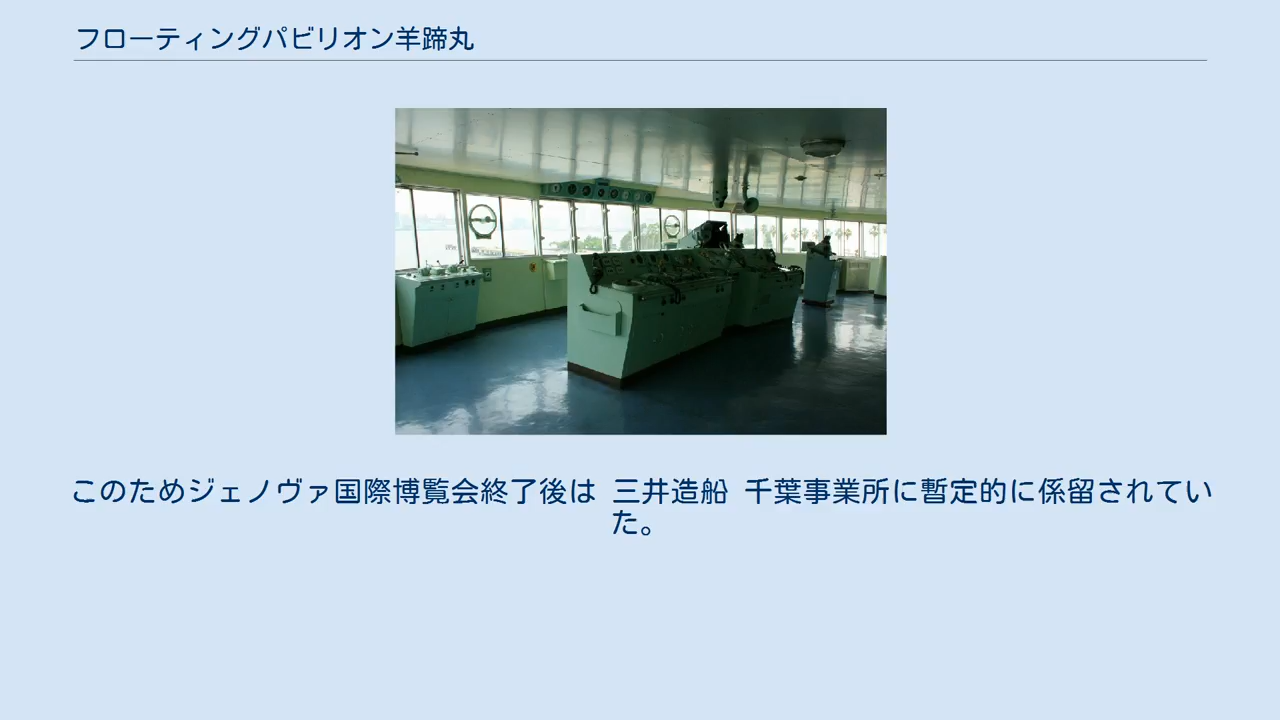 フローティングパビリオン羊蹄丸
このためジェノヴァ国際博覧会終了後は 三井造船 千葉事業所に暫定的に係留されてい
た。